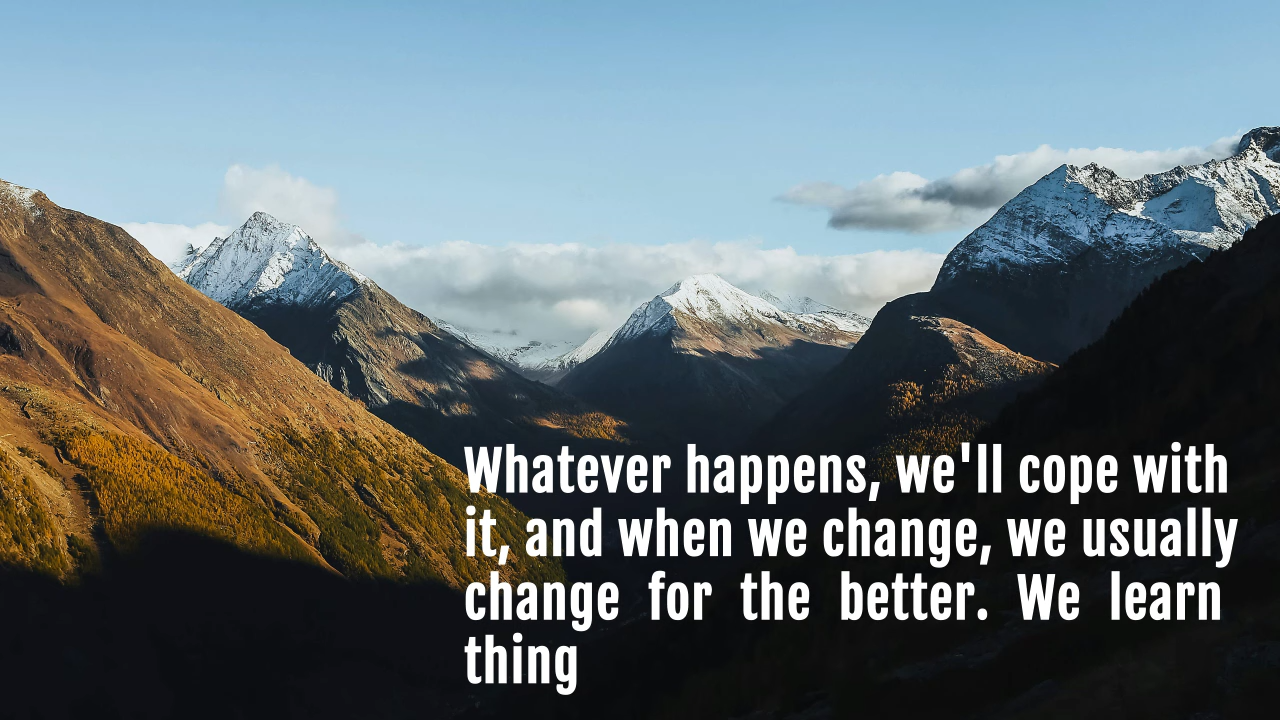 Whatever happens, we'll cope with
it, and when we change, we usually
change for the better. We learn
thing